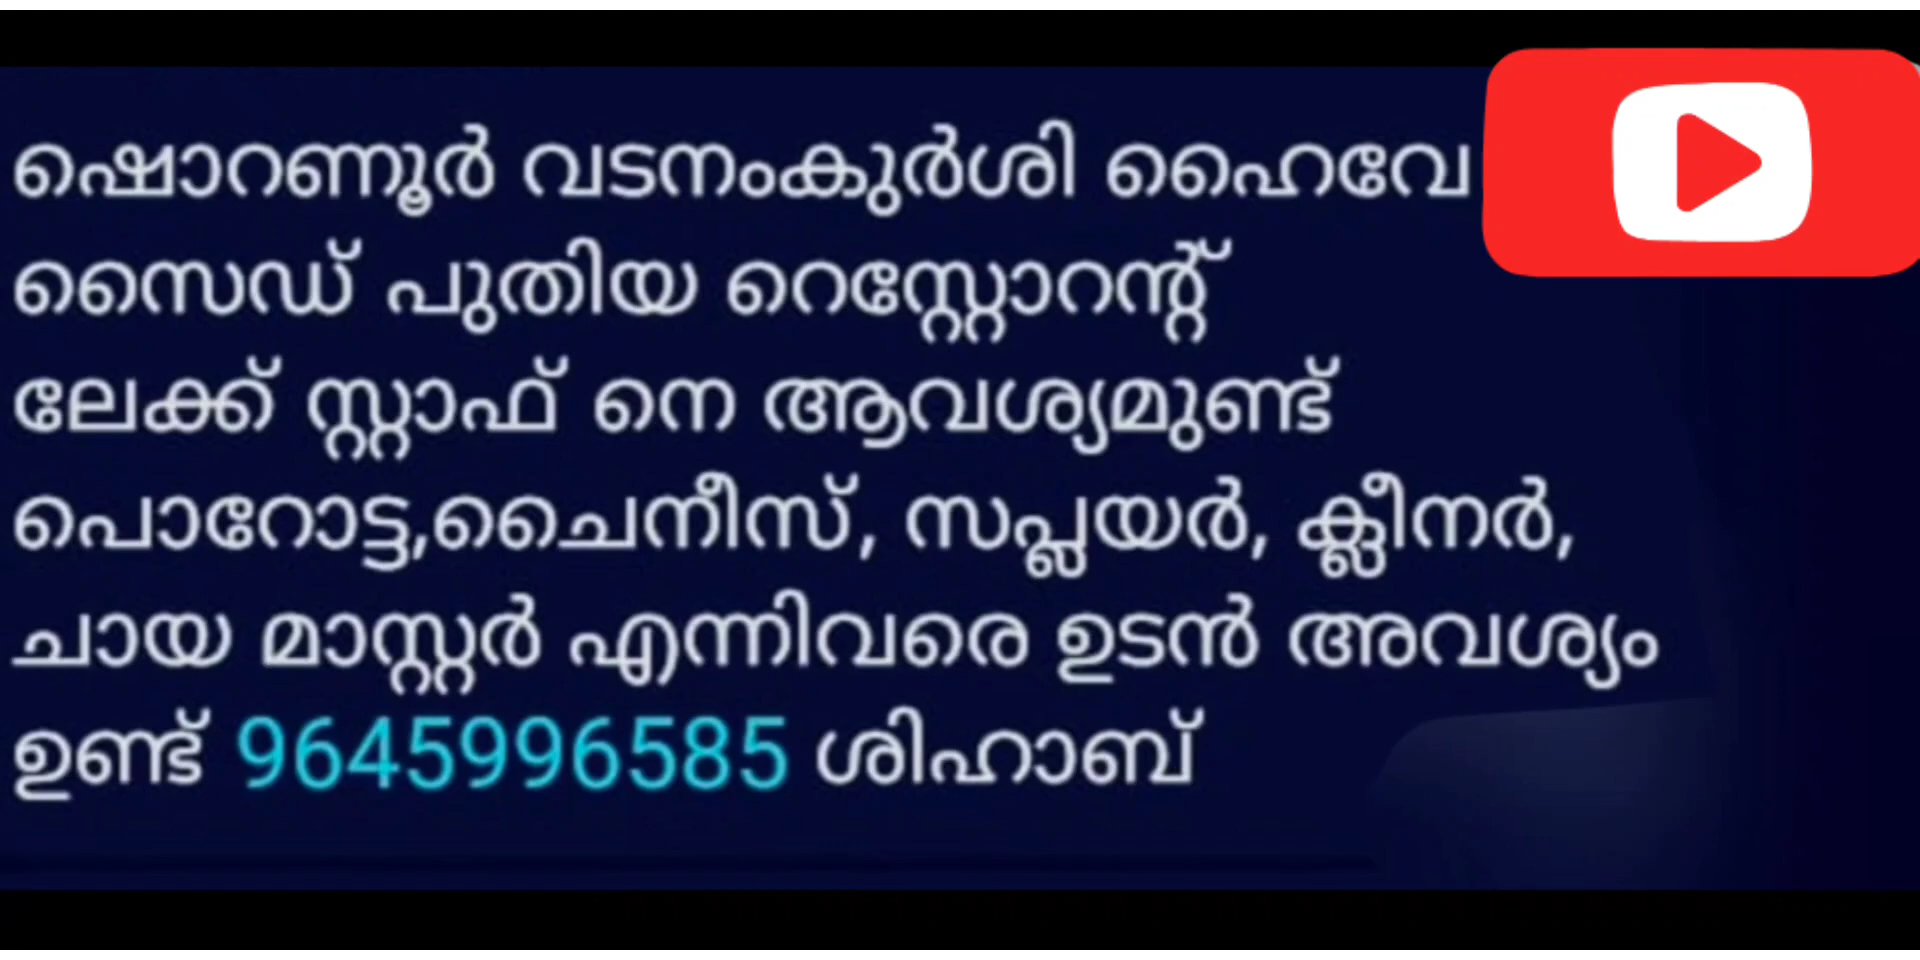 ഷൊറണൂർ വടനംകുർശി ഹൈവേ
സൈഡ് പുതിയ റെസ്റ്റോറന്റ്
ലേക്ക് സ്റ്റാഫ് നെ ആവശ്യമുണ്ട്
പൊറോട്ട,ചൈനീസ്, സപ്ലയർ, ക്ലീനർ,
ചായ മാസ്റ്റർ എന്നിവരെ ഉടൻ അവശ്യം
ഉണ്ട് 9645996585 ശിഹാബ്